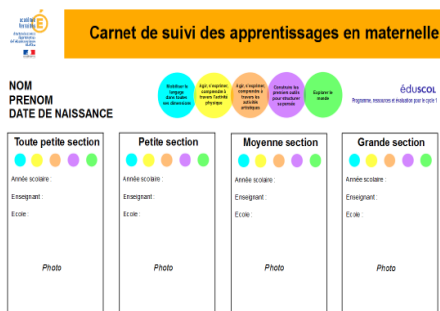 académie
Versailles
Carnet de suivi des apprentissages en maternelle
NOM
PRENOM
DATE DE NAISSANCE
Mobiliser le
langage
dans toutes
ses dimensions
Agir, s'exprimer,
comprendre à
travers l'activité
physique
Agir, s'exprimer,
comprendre à
travers les
activités
artistiques
Construire les
premiers outils
pour structurer
sa pensée
Explorer le
monde
éduscol
Programme, ressources et évaluation pour le cycle 1
Toute petite section
Année scolaire :
Enseignant :
Ecole :
Photo
Petite section
Année scolaire :
Enseignant :
Ecole :
Photo
Moyenne section
Année scolaire :
Enseignant :
Ecole :
Photo
Grande section
Année scolaire :
Enseignant :
Ecole :
Photo